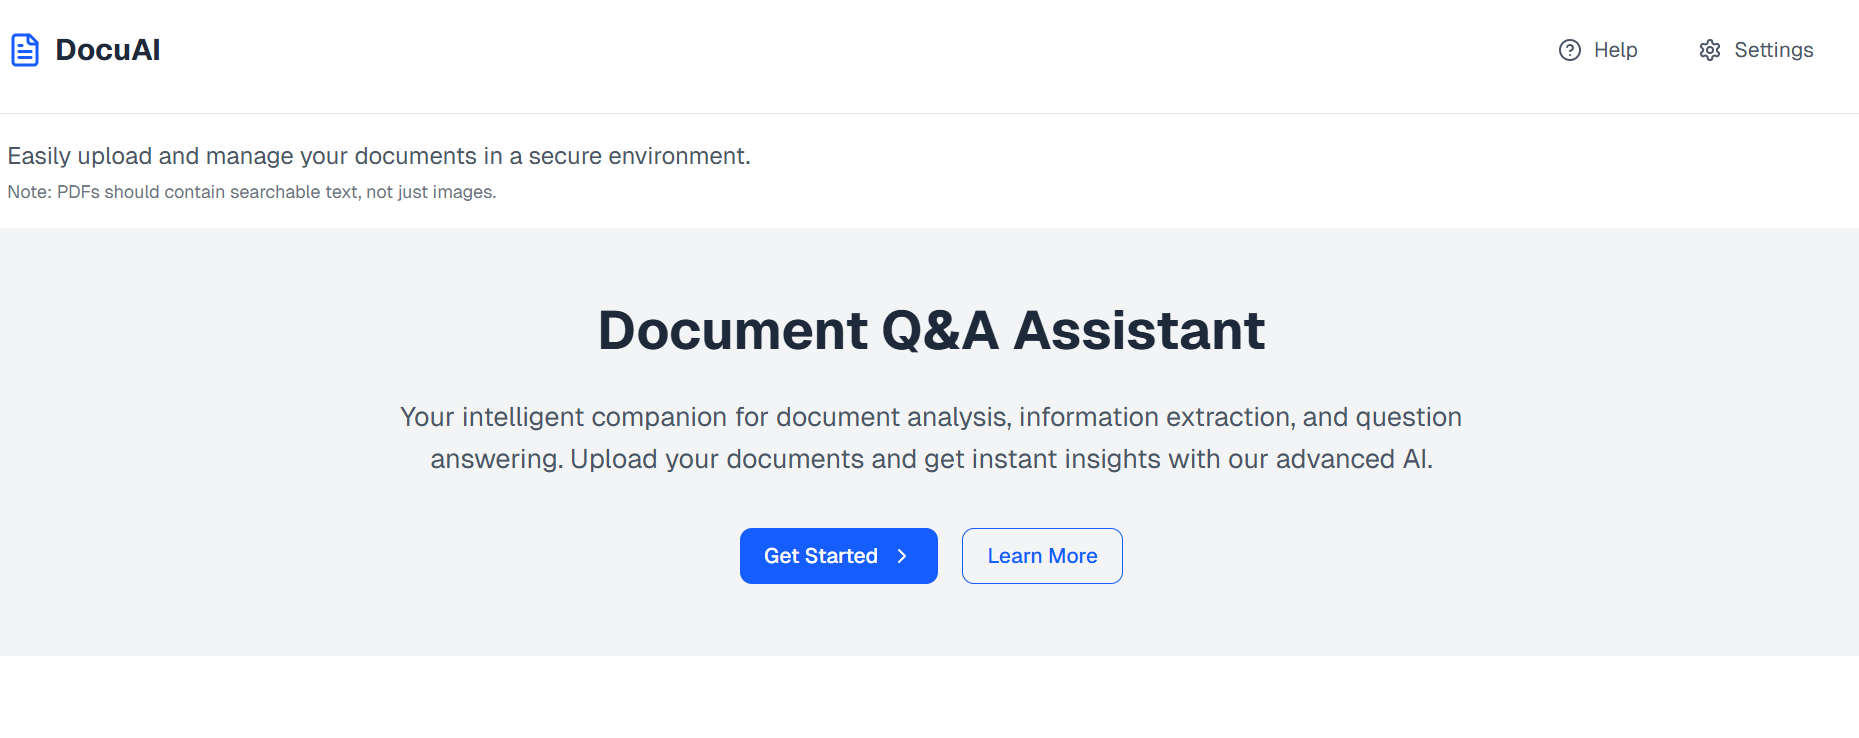 DocuAI
Help
Settings
Easily upload and manage your documents in a secure environment.
Note: PDFs should contain searchable text, not just images.
Document Q&A Assistant
Your intelligent companion for document analysis, information extraction, and question
answering. Upload your documents and get instant insights with our advanced AI.
Get Started
Learn More